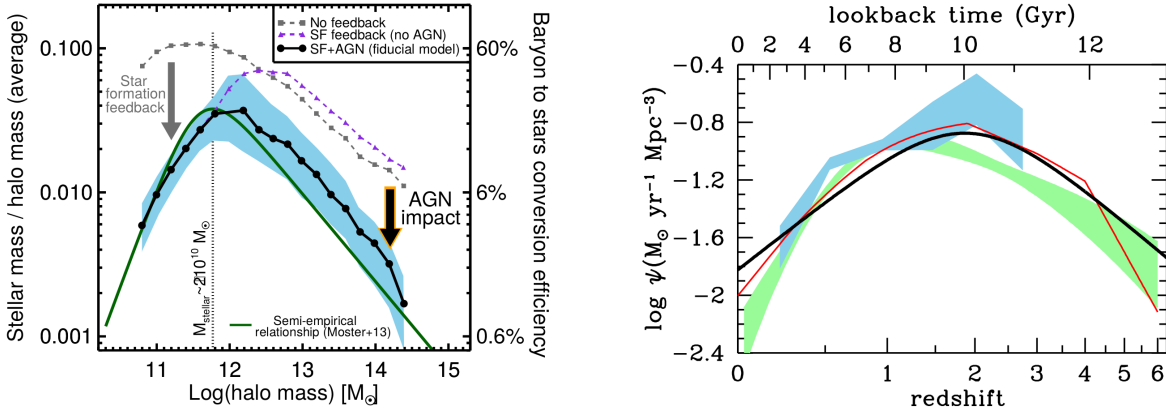 No feedback
SF feedback (no AGN)
SF+AGN (fiducial model)
Star
formation
feedback
AGN
impact
M_stellar~2 10^10 M_⊙
Semi-empirical
relationship (Moster+13)
Stellar mass / halo mass (average)
0.100
0.010
0.001
60%
6%
0.6%
Baryon to stars conversion efficiency
11 12 13 14 15
Log(halo mass) [M_⊙]
lookback time (Gyr)
0 2 4 6 8 10 12
log ψ(M_⊙ yr^−1 Mpc^−3)
−0.4
−0.8
−1.2
−1.6
−2
−2.4
0 1 2 3 4 5 6
redshift